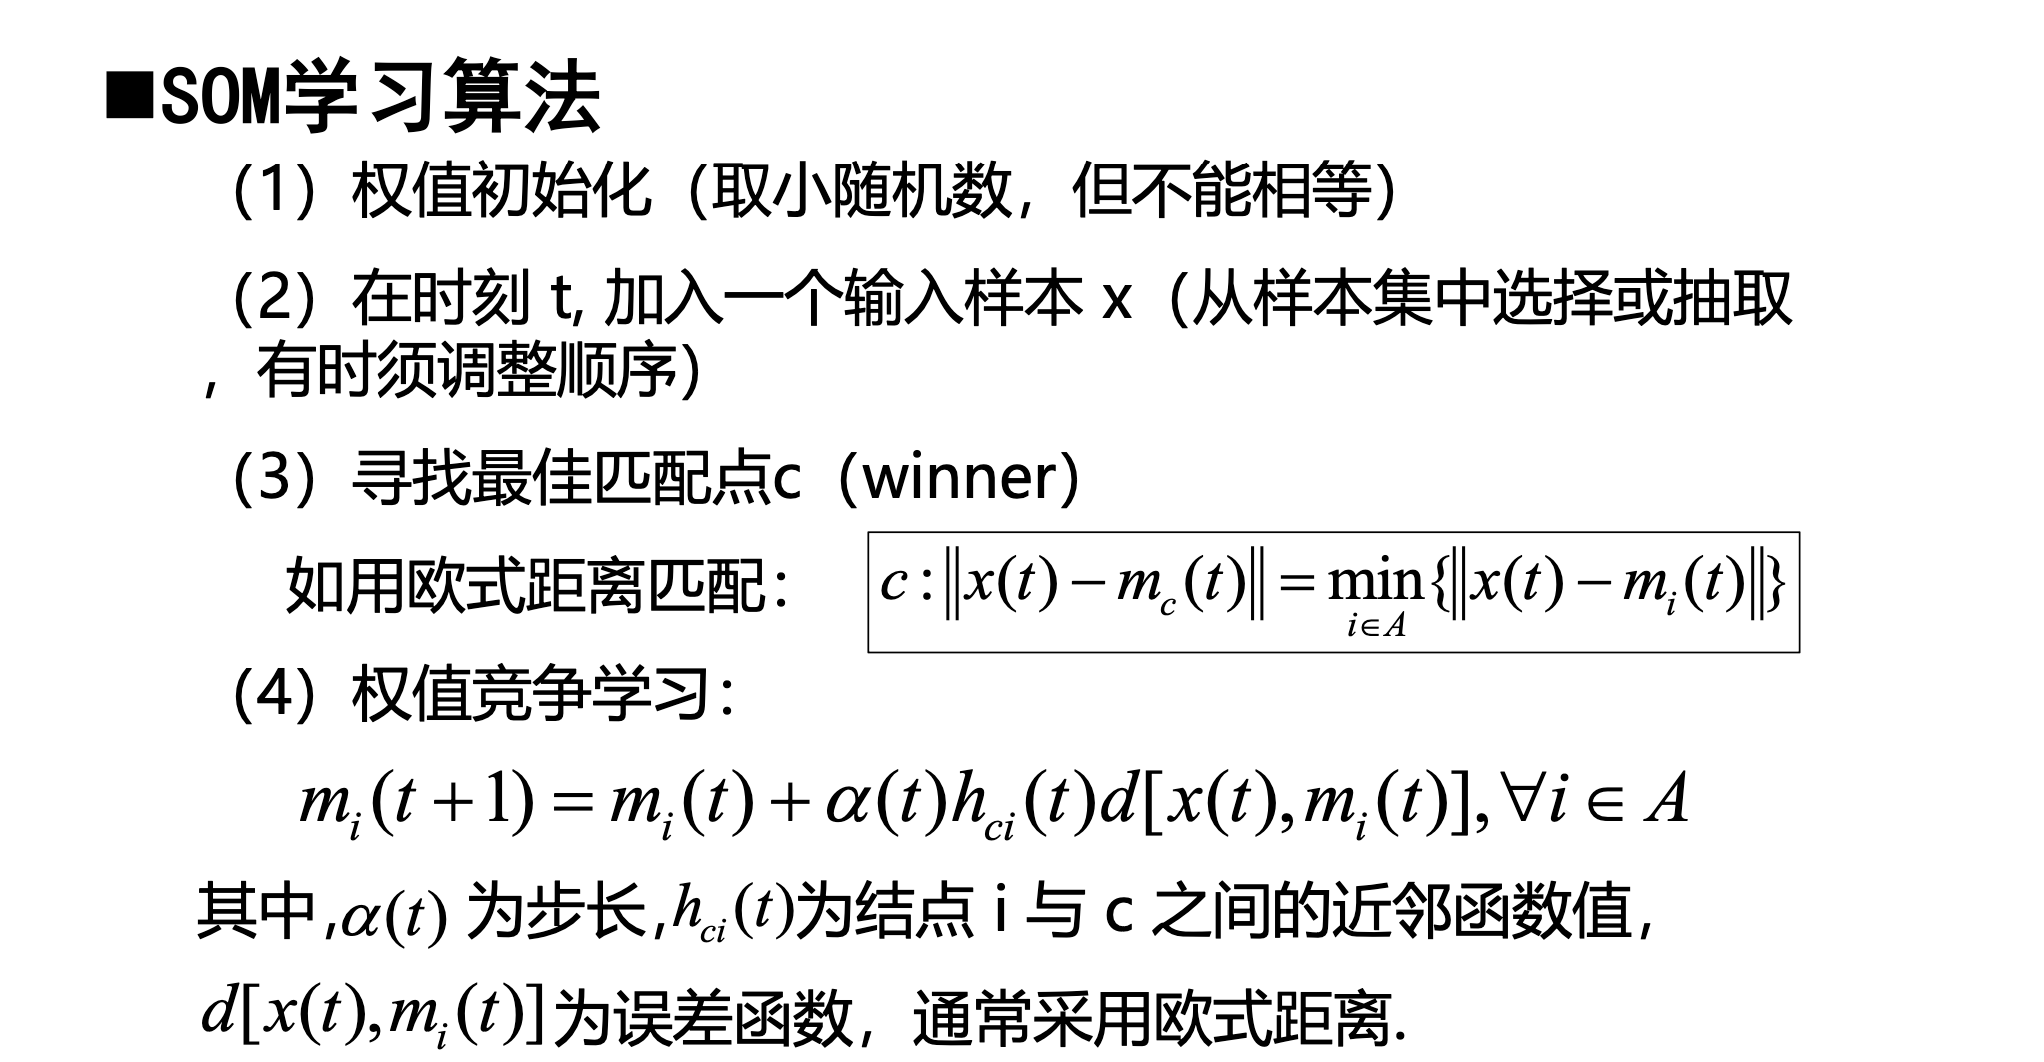 ■SOM学习算法
（1）权值初始化（取小随机数，但不能相等）
（2）在时刻 t, 加入一个输入样本 x（从样本集中选择或抽取
，有时须调整顺序）
（3）寻找最佳匹配点c（winner）
如用欧式距离匹配： c:‖x(t)−m_c(t)‖=min_{i∈A}{‖x(t)−m_i(t)‖}
（4）权值竞争学习：
m_i(t+1)=m_i(t)+α(t)h_{ci}(t)d[x(t),m_i(t)],∀i∈A
其中,α(t) 为步长,h_{ci}(t)为结点 i 与 c 之间的近邻函数值，
d[x(t),m_i(t)]为误差函数，通常采用欧式距离.